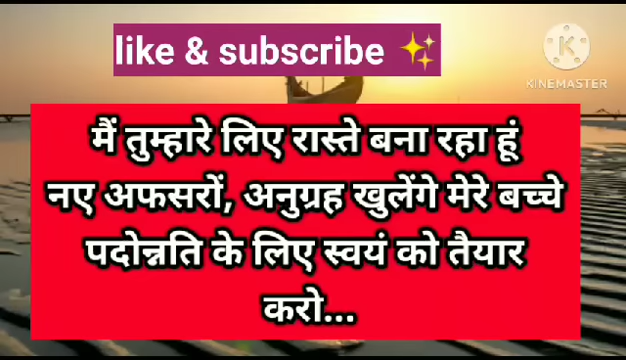 like & subscribe ✨
KINEMASTER
मैं तुम्हारे लिए रास्ते बना रहा हूं
नए अफसरों, अनुग्रह खुलेंगे मेरे बच्चे
पदोन्नति के लिए स्वयं को तैयार
करो...